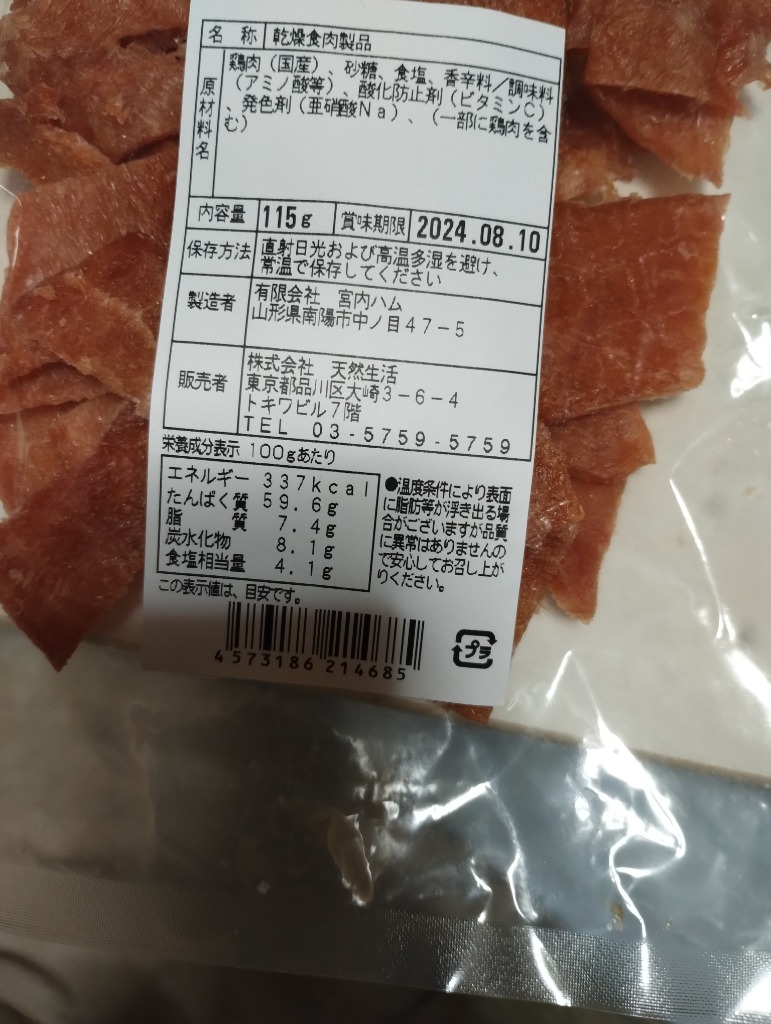 名 称 乾燥食肉製品
原材料名
鶏肉（国産）、砂糖、食塩、香辛料／調味料
（アミノ酸等）、酸化防止剤（ビタミンC）
、発色剤（亜硝酸Na）、（一部に鶏肉を含
む）
内容量 115g 賞味期限 2024.08.10
保存方法 直射日光および高温多湿を避け、
常温で保存してください
製造者 有限会社 宮内ハム
山形県南陽市中ノ目47-5
販売者 株式会社 天然生活
東京都品川区大崎3-6-4
トキワビル7階
TEL 03-5759-5759
栄養成分表示 100gあたり
エネルギー 337kcal
たんぱく質 59.6g
脂 質 7.4g
炭水化物 8.1g
食塩相当量 4.1g
この表示値は、目安です。
●温度条件により表面
に脂肪等が浮き出る場
合がございますが品質
に異常はありませんの
で安心してお召し上が
りください。
4573186214685
プラ